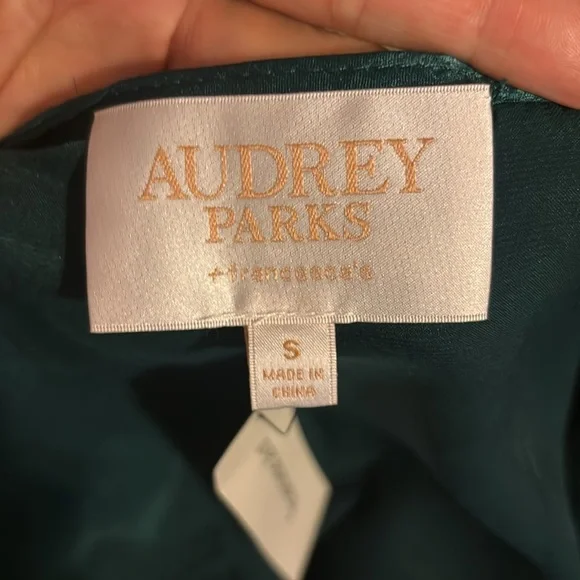 AUDREY
PARKS
+francesca's
S
MADE IN
CHINA